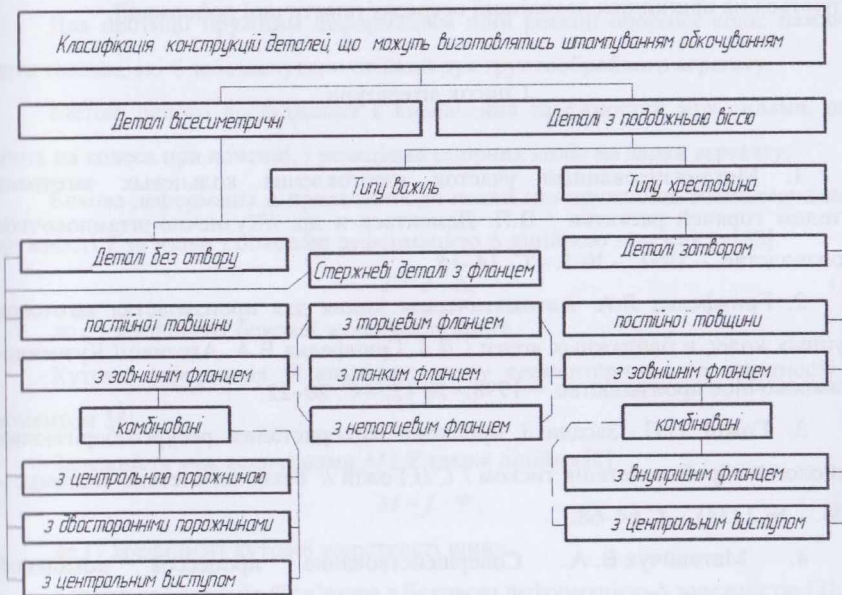 Класифікація конструкцій деталей, що можуть виготовлятись штампуванням обкочуванням
Деталі вісесиметричні
Деталі з подовжньою віссю
Типу важіль
Типу хрестовина
Деталі без отвору
Стержневі деталі з фланцем
Деталі зотвором
постійної товщини
з торцевим фланцем
постійної товщини
з зовнішнім фланцем
з тонким фланцем
з зовнішнім фланцем
комбіновані
з неторцевим фланцем
комбіновані
з центральною порожниною
з внутрішнім фланцем
з двосторонніми порожнинами
з центральним виступом
з центральним виступом